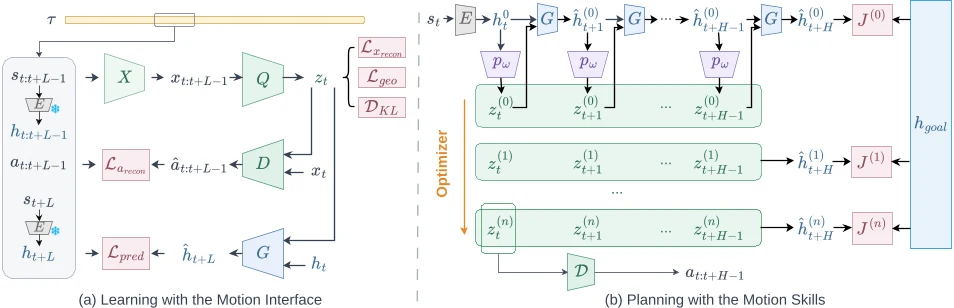 τ
s_{t:t+L−1} X x_{t:t+L−1} Q z_t L_{x_{recon}}
E L_{geo}
h_{t:t+L−1} D_{KL}
a_{t:t+L−1} L_{a_{recon}} â_{t:t+L−1} D x_t
s_{t+L}
E
h_{t+L} L_{pred} ĥ_{t+L} G h_t
(a) Learning with the Motion Interface
s_t E h_t^0 G ĥ_{t+1}^{(0)} G ... ĥ_{t+H−1}^{(0)} G ĥ_{t+H}^{(0)} J^{(0)}
p_ω p_ω p_ω
z_t^{(0)} z_{t+1}^{(0)} ... z_{t+H−1}^{(0)}
h_{goal}
Optimizer
z_t^{(1)} z_{t+1}^{(1)} ... z_{t+H−1}^{(1)} ĥ_{t+H}^{(1)} J^{(1)}
...
z_t^{(n)} z_{t+1}^{(n)} ... z_{t+H−1}^{(n)} ĥ_{t+H}^{(n)} J^{(n)}
D a_{t:t+H−1}
(b) Planning with the Motion Skills